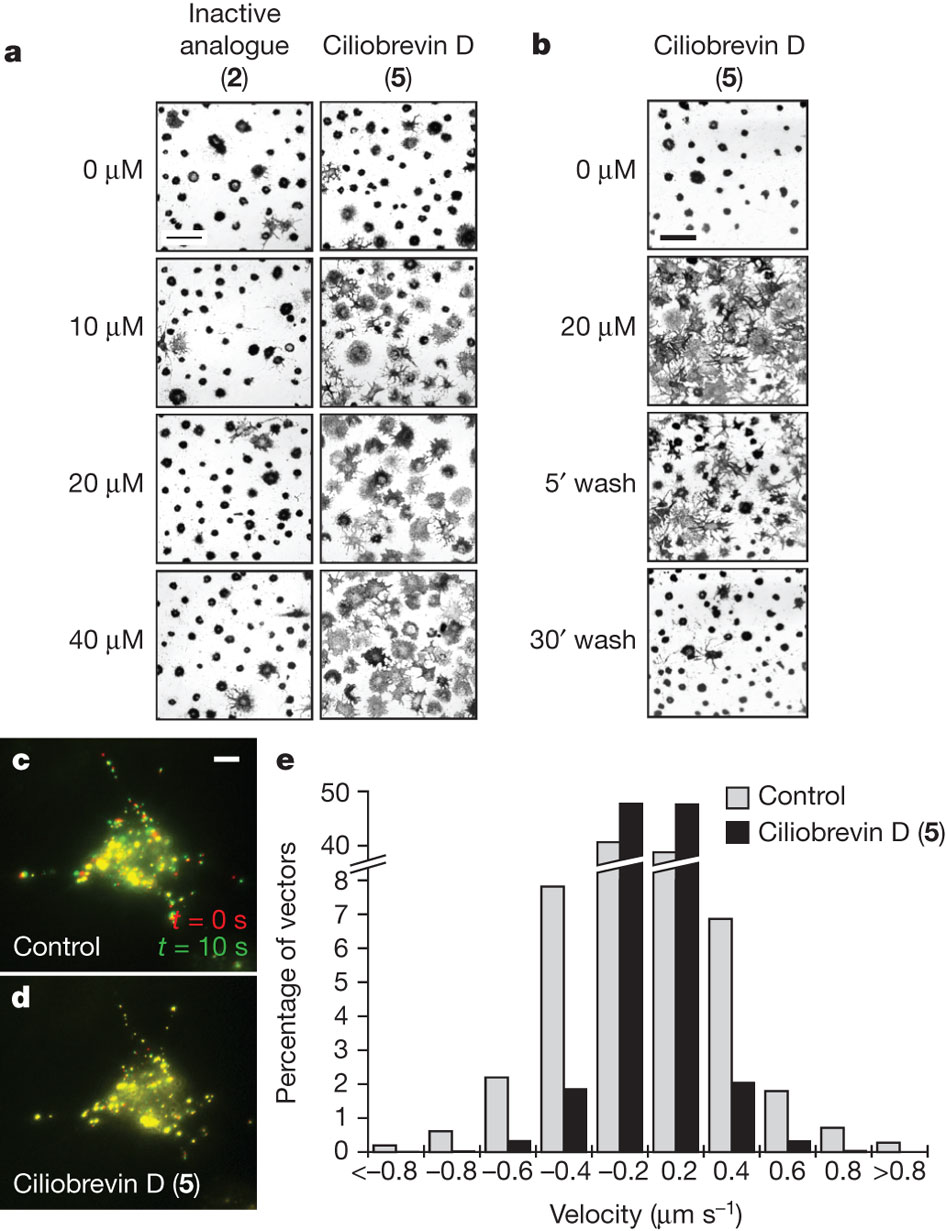 a
Inactive
analogue
(2)
Ciliobrevin D
(5)
0 μM
10 μM
20 μM
40 μM
b
Ciliobrevin D
(5)
0 μM
20 μM
5′ wash
30′ wash
c
t = 0 s
t = 10 s
Control
d
Ciliobrevin D (5)
e
Control
Ciliobrevin D (5)
Percentage of vectors
50
40
8
7
6
5
4
3
2
1
0
<–0.8 –0.8 –0.6 –0.4 –0.2 0.2 0.4 0.6 0.8 >0.8
Velocity (μm s⁻¹)